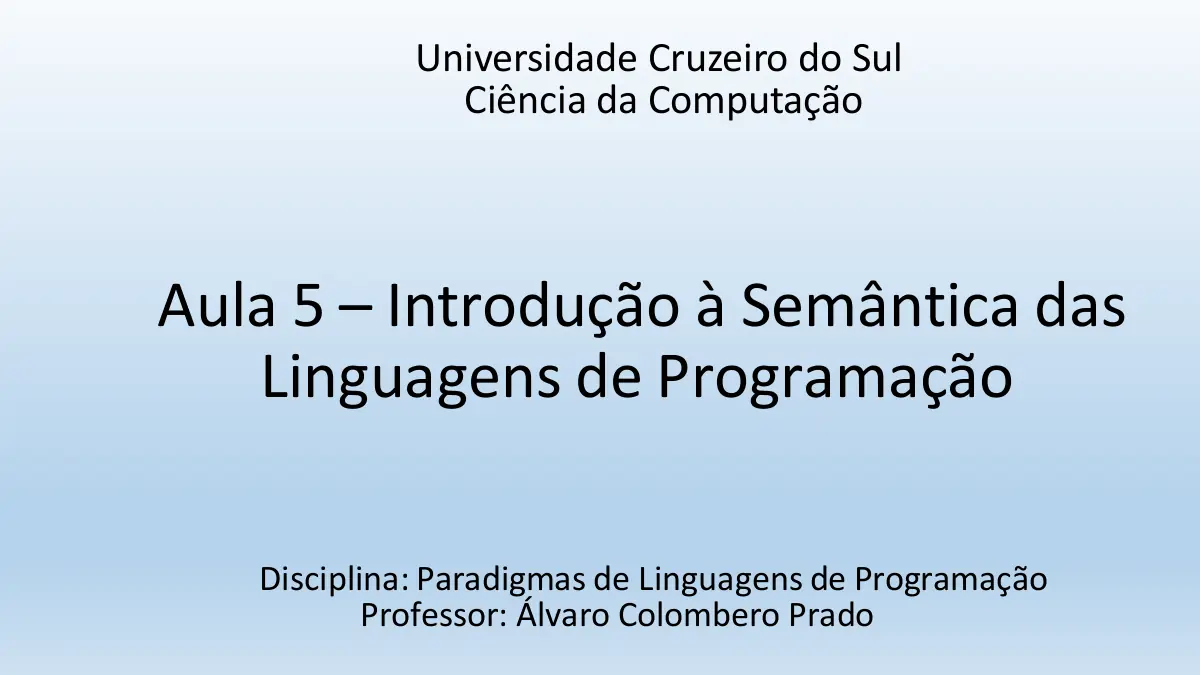 Universidade Cruzeiro do Sul
Ciência da Computação
Aula 5 – Introdução à Semântica das
Linguagens de Programação
Disciplina: Paradigmas de Linguagens de Programação
Professor: Álvaro Colombero Prado